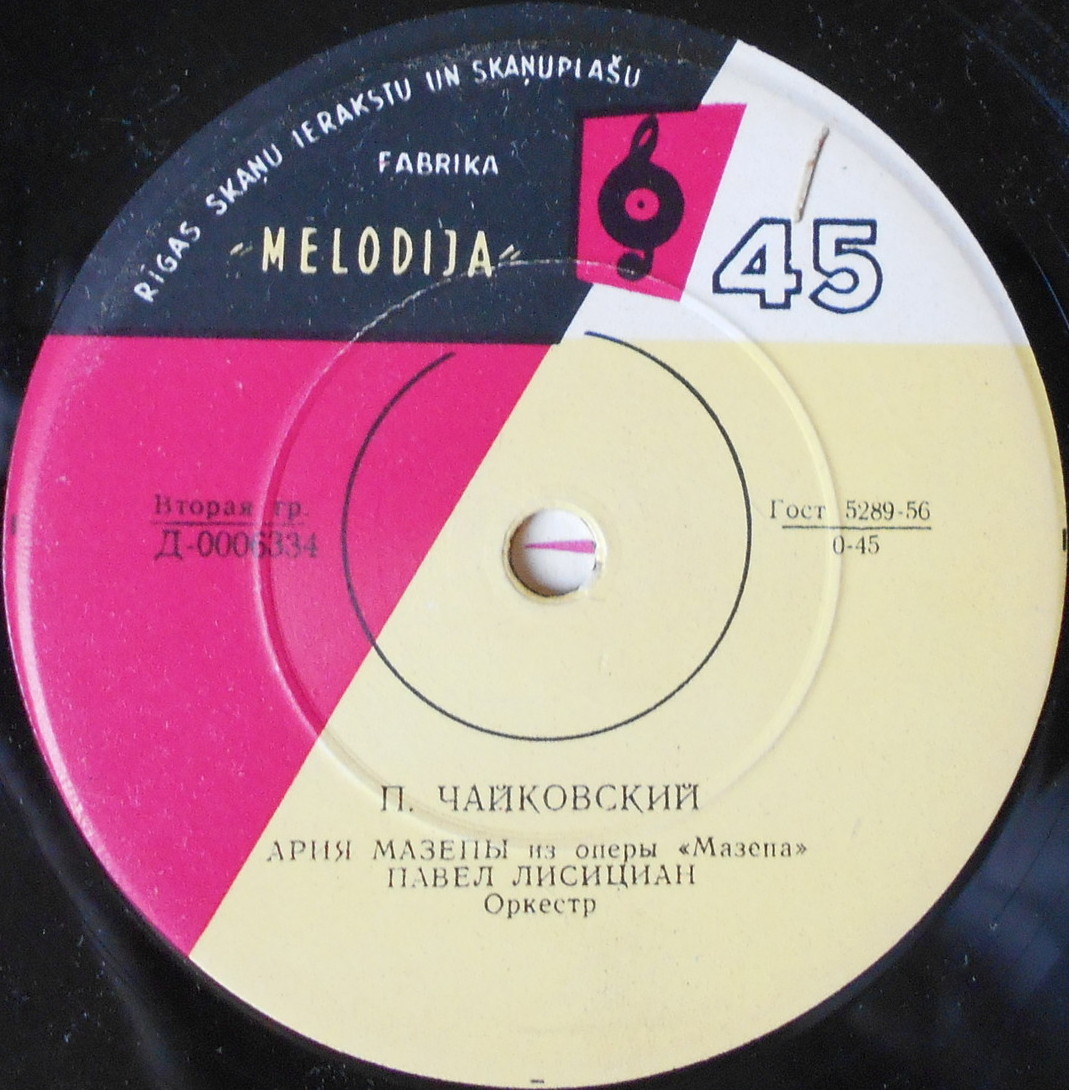 RĪGAS SKAŅU IERAKSTU UN SKAŅUPLAŠU
FABRIKA
"MELODIJA"
45
Вторая гр.
Д-0006334
Гост 5289-56
0-45
П. ЧАЙКОВСКИЙ
АРИЯ МАЗЕПЫ из оперы «Мазепа»
ПАВЕЛ ЛИСИЦИАН
Оркестр